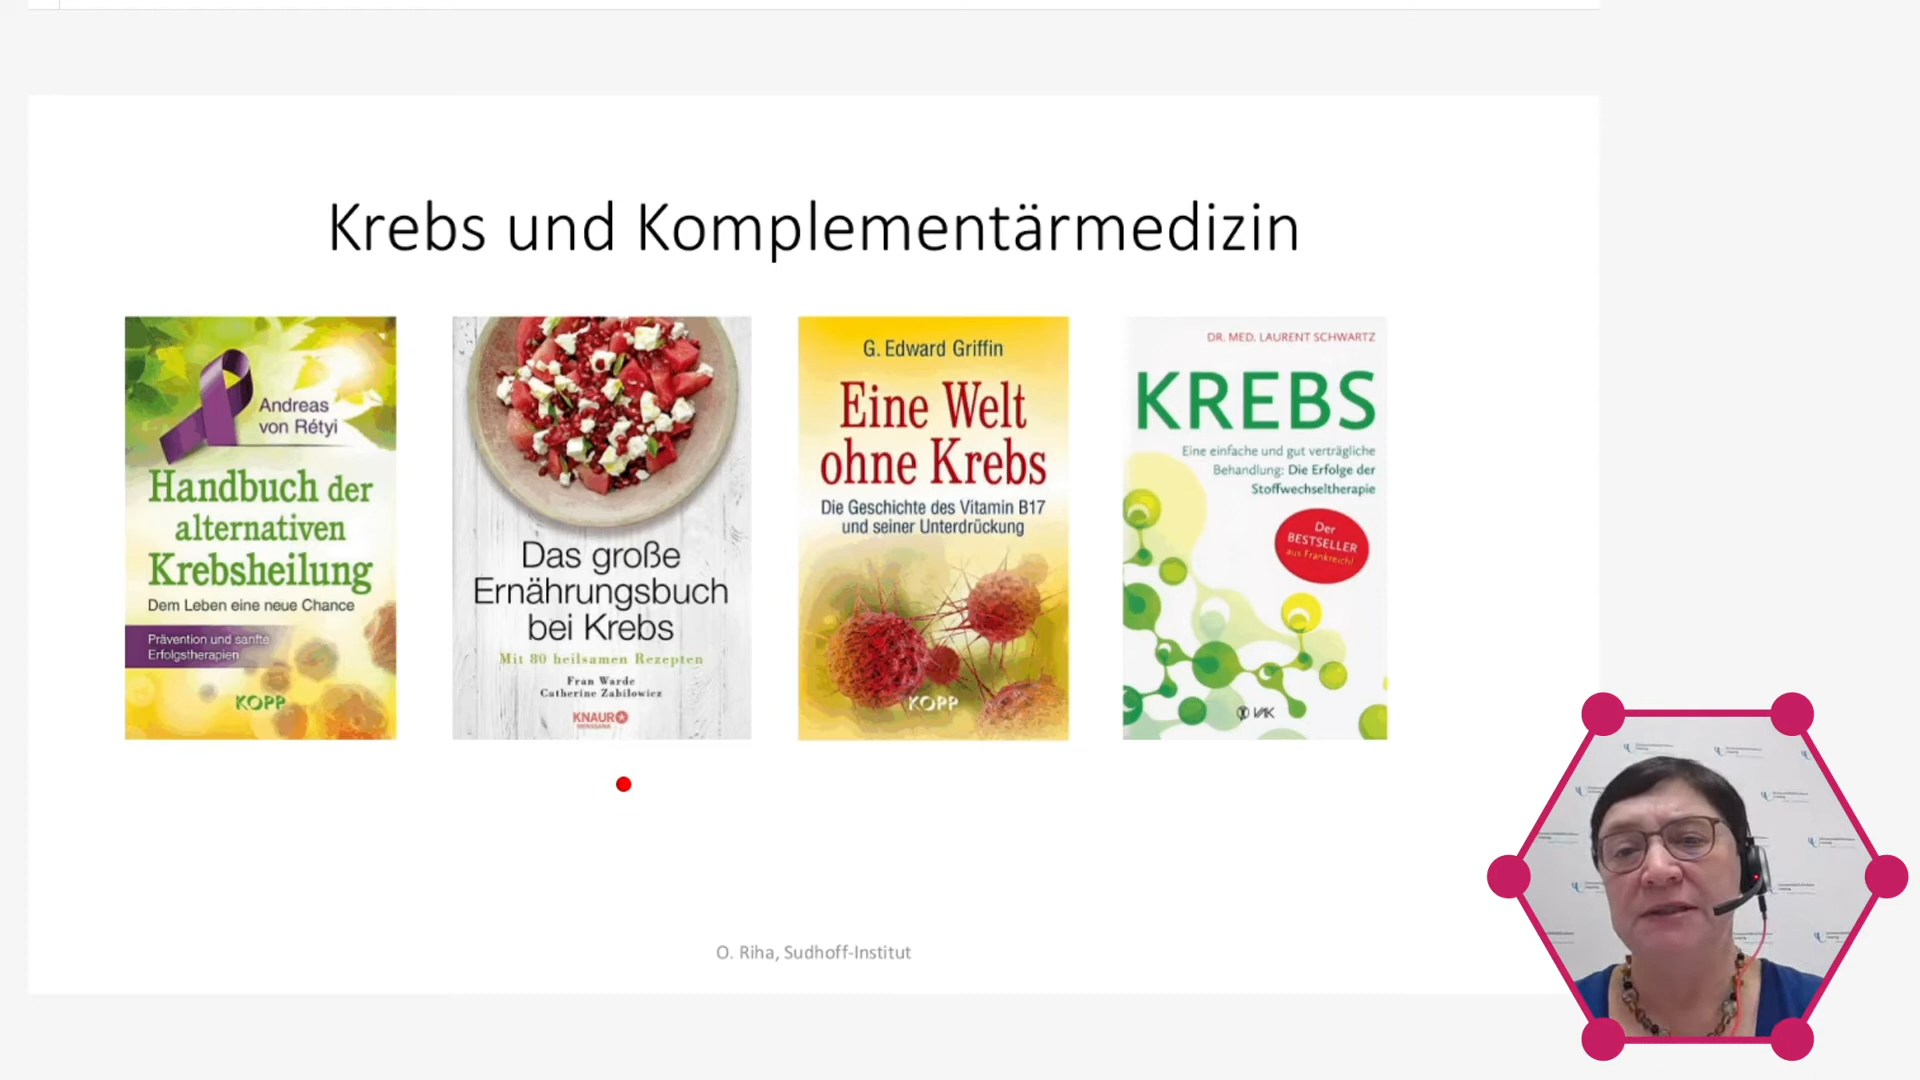 Krebs und Komplementärmedizin
Andreas
von Rétyi
Handbuch der
alternativen
Krebsheilung
Dem Leben eine neue Chance
Prävention und sanfte
Erfolgstherapien
KOPP
Das große
Ernährungsbuch
bei Krebs
Mit 80 heilsamen Rezepten
Fran Warde
Catherine Zabilowicz
KNAUR
MENSSANA
G. Edward Griffin
Eine Welt
ohne Krebs
Die Geschichte des Vitamin B17
und seiner Unterdrückung
KOPP
DR. MED. LAURENT SCHWARTZ
KREBS
Eine einfache und gut verträgliche
Behandlung: Die Erfolge der
Stoffwechseltherapie
Der
BESTSELLER
aus Frankreich!
VAK
O. Riha, Sudhoff-Institut